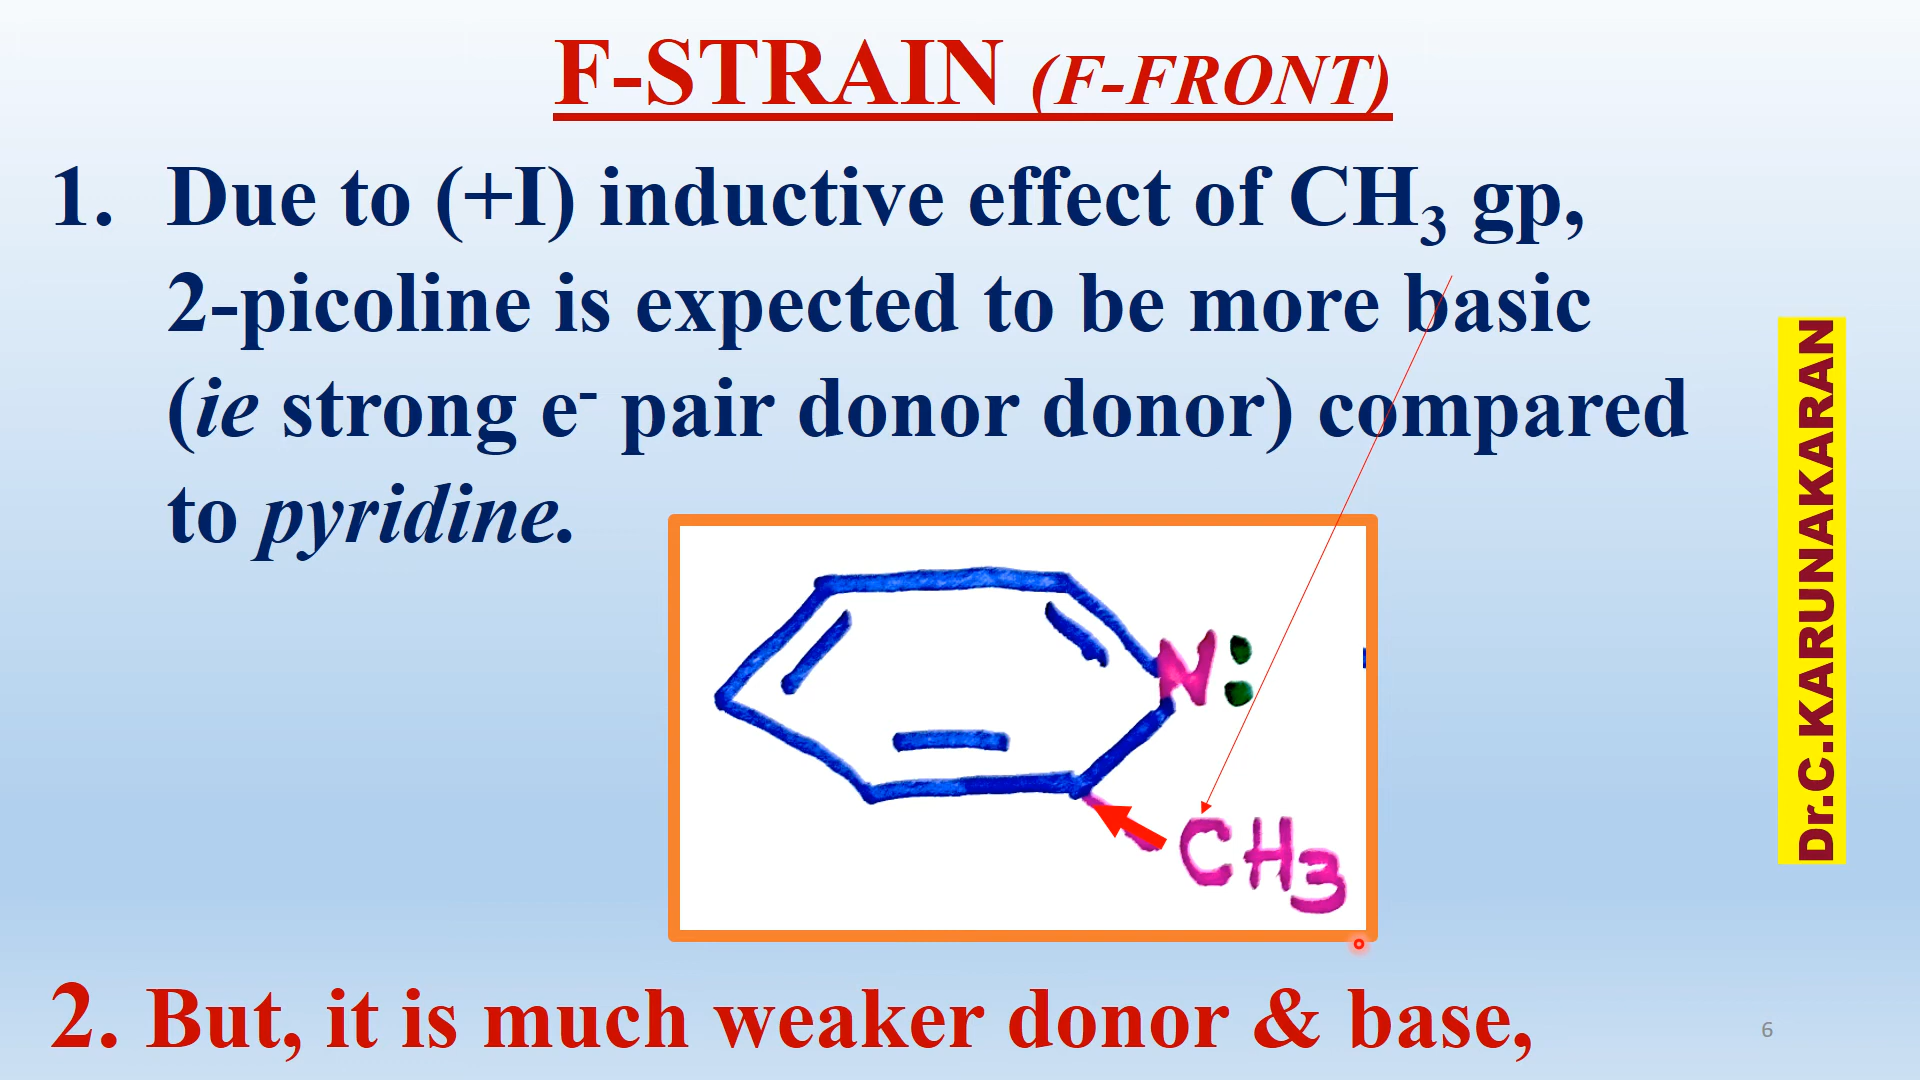 F-STRAIN (F-FRONT)
1. Due to (+I) inductive effect of CH₃ gp,
2-picoline is expected to be more basic
(ie strong e⁻ pair donor donor) compared
to pyridine.
N:
CH₃
Dr.C.KARUNAKARAN
2. But, it is much weaker donor & base,
6